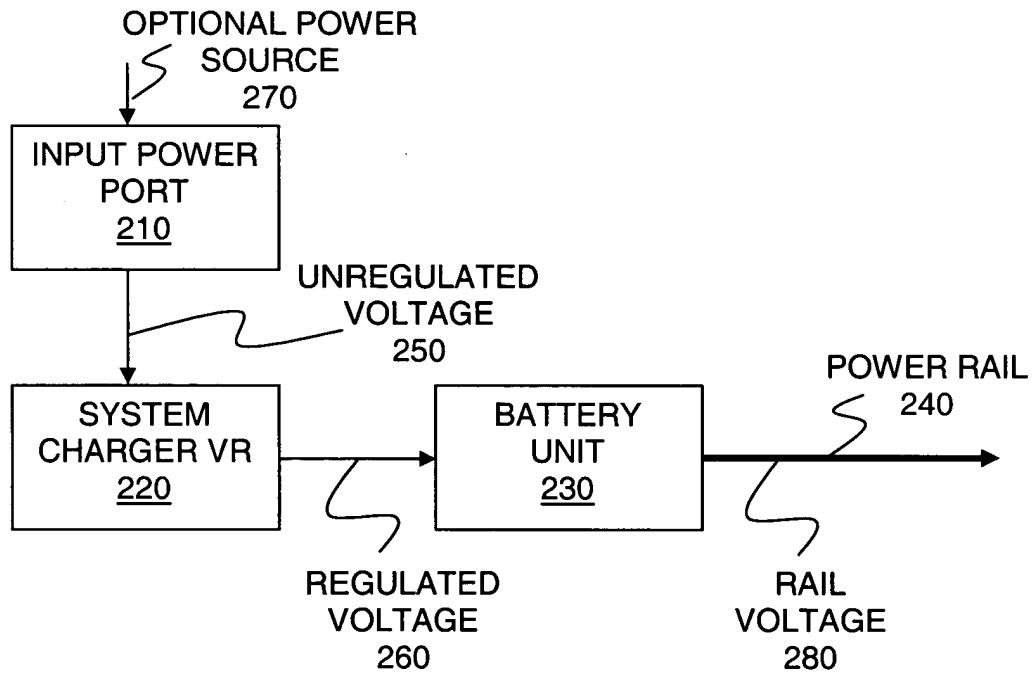 OPTIONAL POWER
SOURCE
270
INPUT POWER
PORT
210
UNREGULATED
VOLTAGE
250
SYSTEM
CHARGER VR
220
BATTERY
UNIT
230
POWER RAIL
240
REGULATED
VOLTAGE
260
RAIL
VOLTAGE
280